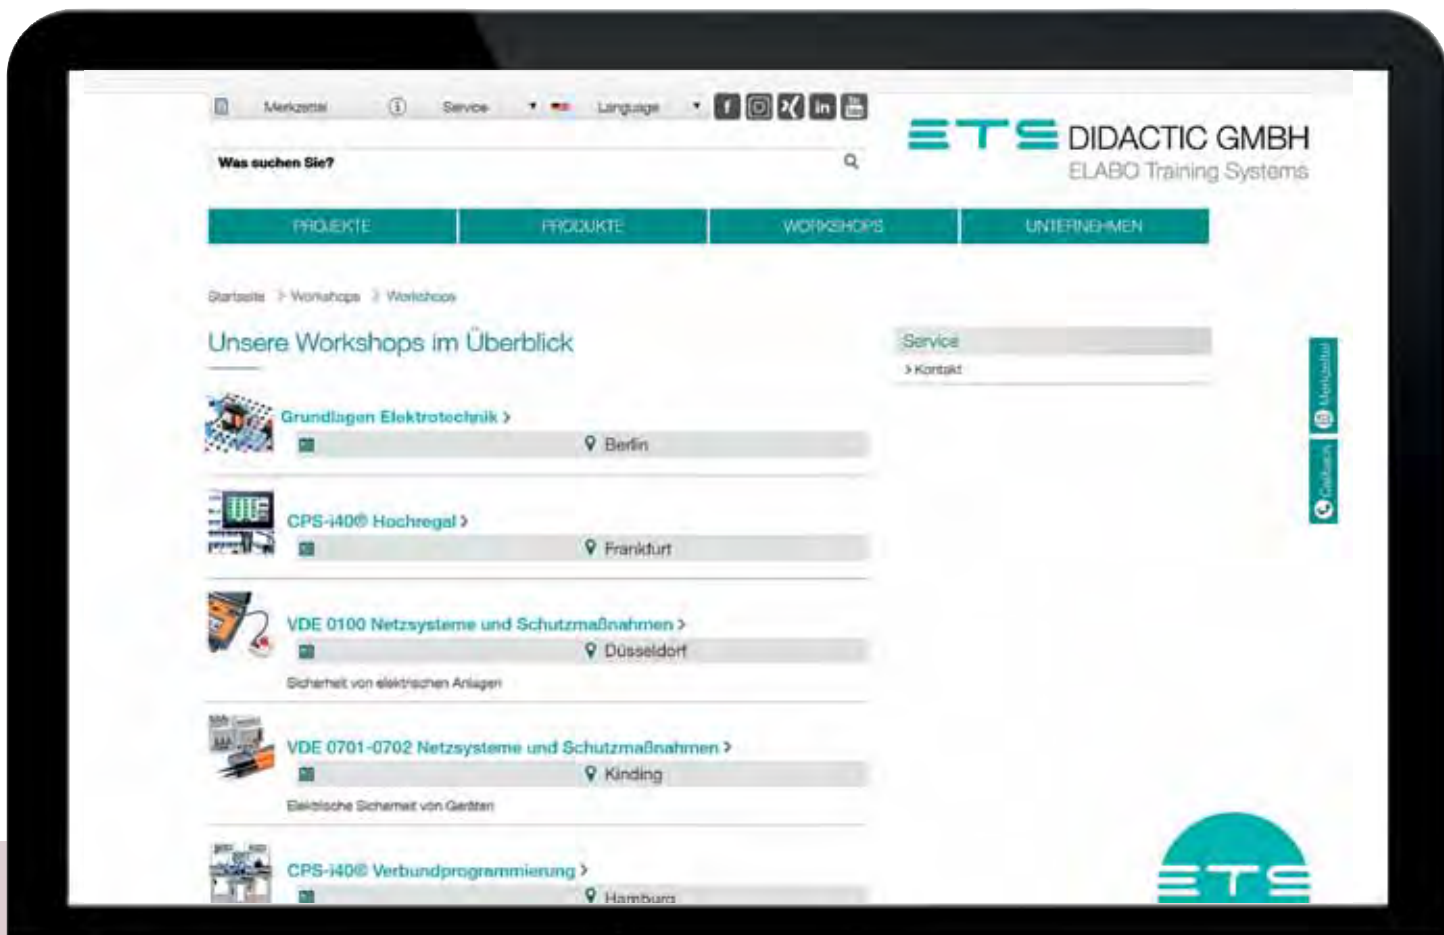 Merkzettel
Service
Language
Was suchen Sie?
ETS DIDACTIC GMBH
ELABO Training Systems
PROJEKTE
PRODUKTE
WORKSHOPS
UNTERNEHMEN
Startseite > Workshops > Workshops
Unsere Workshops im Überblick
Service
> Kontakt
Merkzettel
Grundlagen Elektrotechnik >
Berlin
CPS-i40® Hochregal >
Frankfurt
VDE 0100 Netzsysteme und Schutzmaßnahmen >
Düsseldorf
Sicherheit von elektrischen Anlagen
VDE 0701-0702 Netzsysteme und Schutzmaßnahmen >
Kinding
Elektrische Sicherheit von Geräten
CPS-i40® Verbundprogrammierung >
Hamburg
ETS